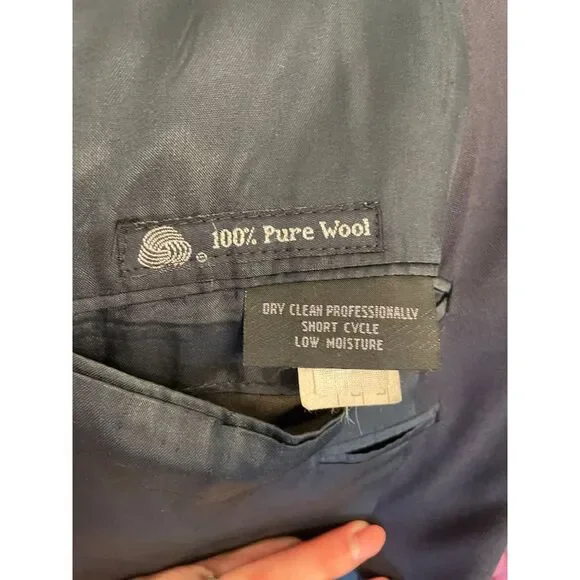 ® 100% Pure Wool
DRY CLEAN PROFESSIONALLY
SHORT CYCLE
LOW MOISTURE